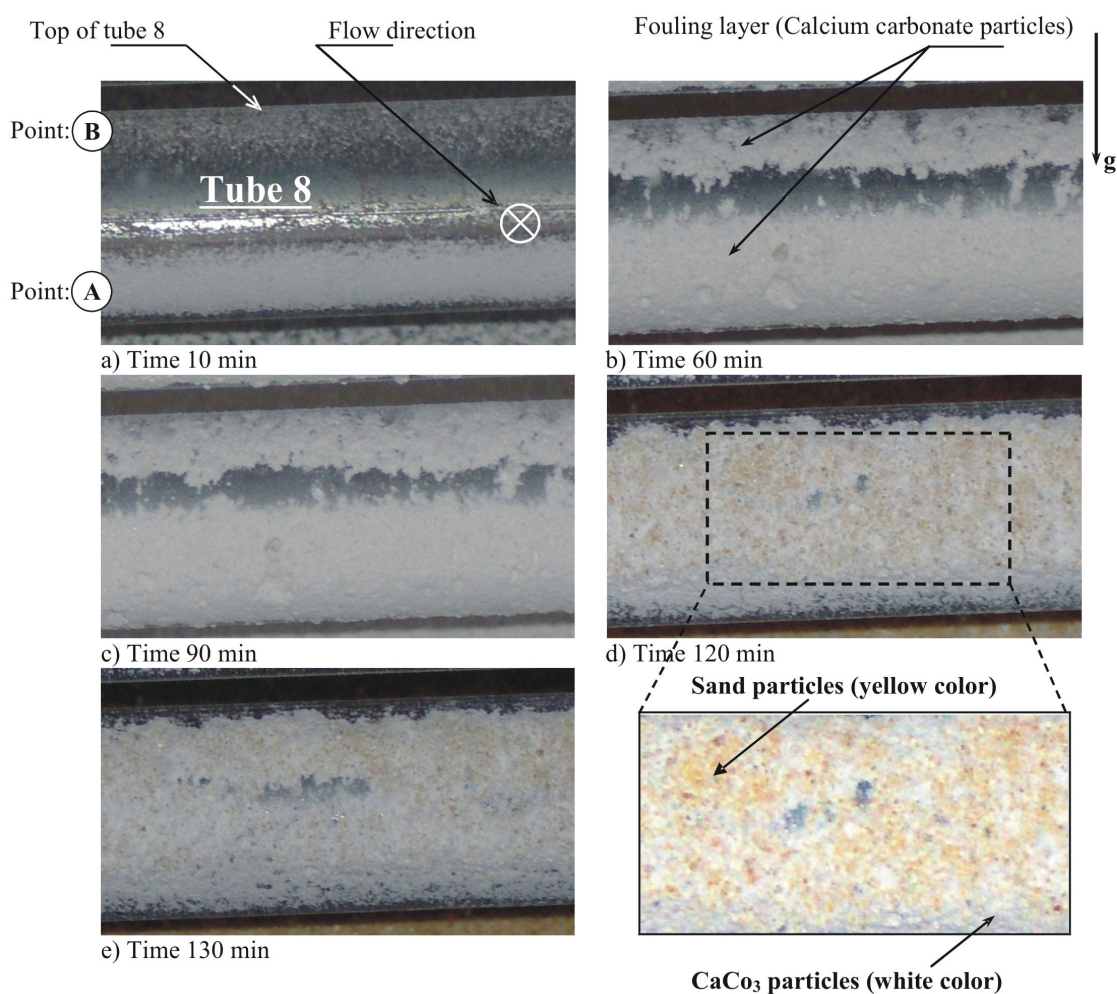 Top of tube 8
Flow direction
Fouling layer (Calcium carbonate particles)
Point: B
g
Tube 8
Point: A
a) Time 10 min
b) Time 60 min
c) Time 90 min
d) Time 120 min
Sand particles (yellow color)
e) Time 130 min
CaCo₃ particles (white color)